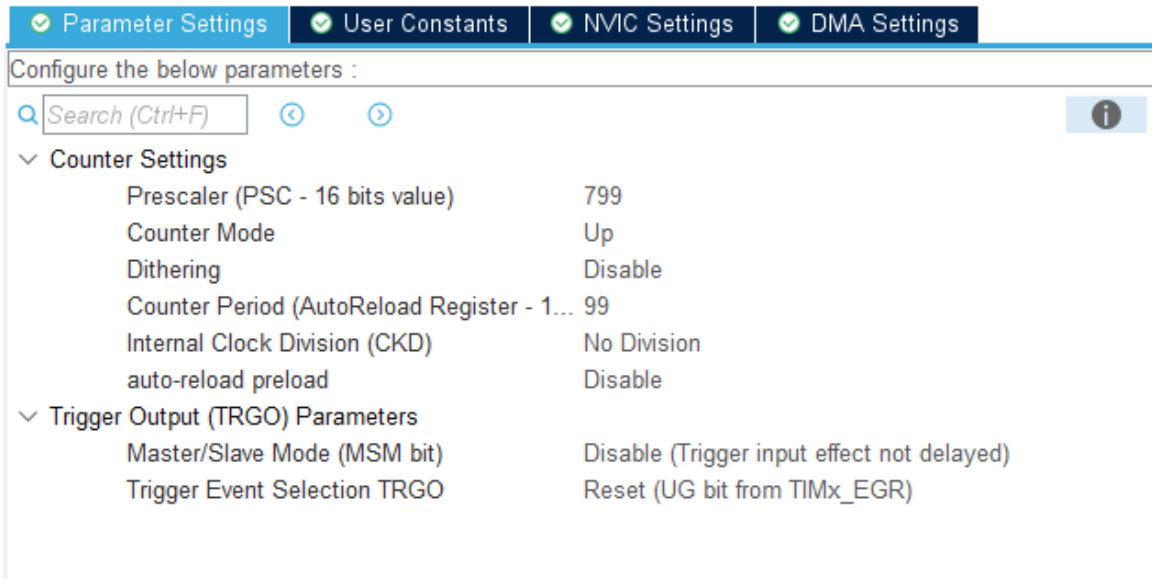 Parameter Settings User Constants NVIC Settings DMA Settings
Configure the below parameters :
Search (Ctrl+F)
Counter Settings
Prescaler (PSC - 16 bits value) 799
Counter Mode Up
Dithering Disable
Counter Period (AutoReload Register - 1... 99
Internal Clock Division (CKD) No Division
auto-reload preload Disable
Trigger Output (TRGO) Parameters
Master/Slave Mode (MSM bit) Disable (Trigger input effect not delayed)
Trigger Event Selection TRGO Reset (UG bit from TIMx_EGR)